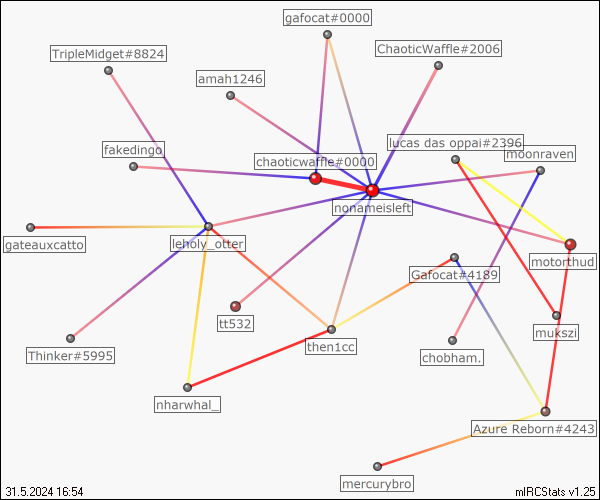 gafocat#0000
TripleMidget#8824
ChaoticWaffle#2006
amah1246
fakedingo
lucas das oppai#2396
chaoticwaffle#0000
moonraven
nonameisleft
gateauxcatto
leholy_otter
motorthud
Gafocat#4189
tt532
mukszi
then1cc
Thinker#5995
chobham.
nharwhal_
Azure Reborn#4243
mercurybro
31.5.2024 16:54
mIRCStats v1.25